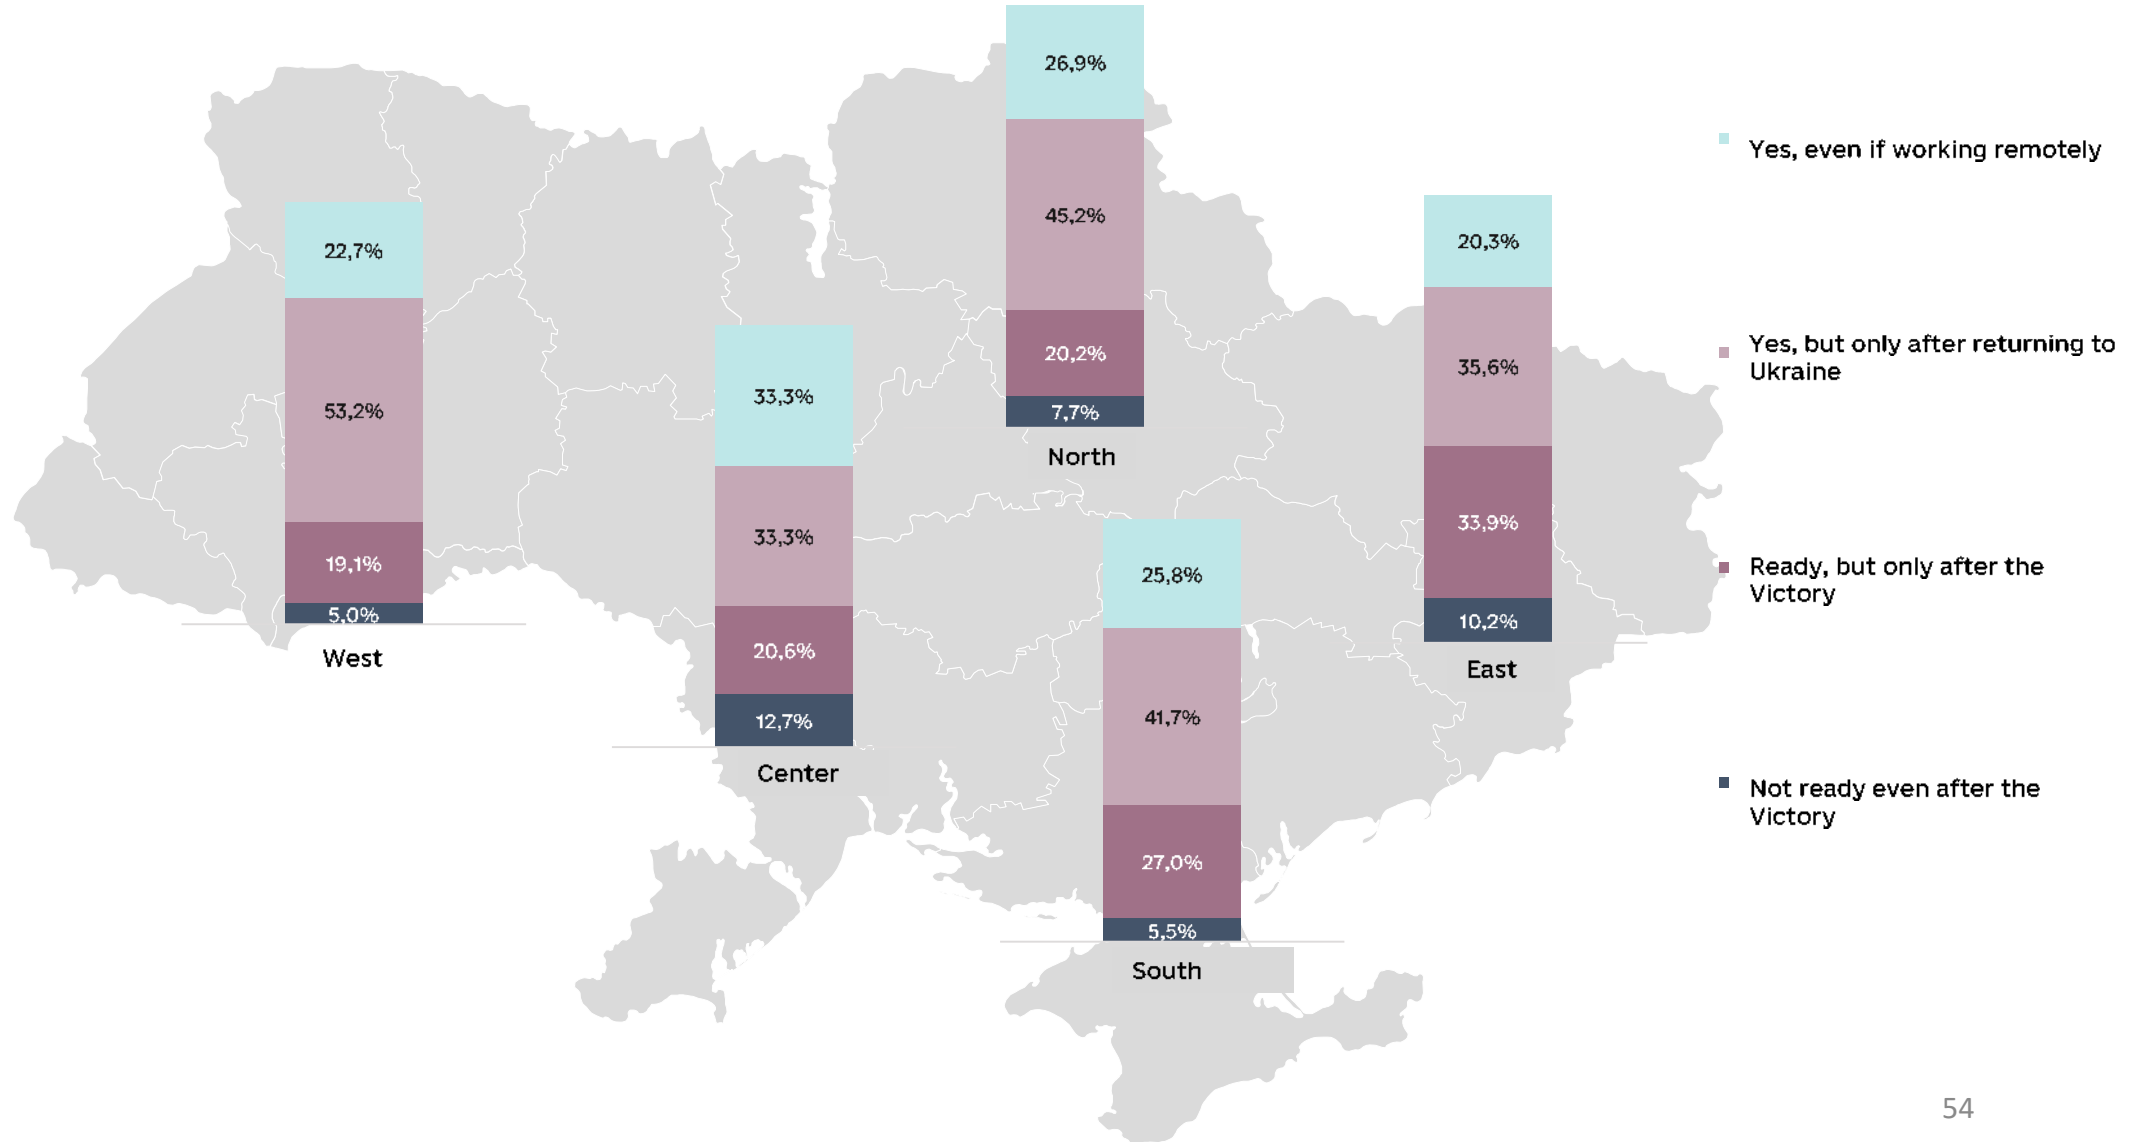 26,9%
45,2%
20,2%
7,7%
North
22,7%
53,2%
19,1%
5,0%
West
33,3%
33,3%
20,6%
12,7%
Center
25,8%
41,7%
27,0%
5,5%
South
20,3%
35,6%
33,9%
10,2%
East
Yes, even if working remotely
Yes, but only after returning to
Ukraine
Ready, but only after the
Victory
Not ready even after the
Victory
54